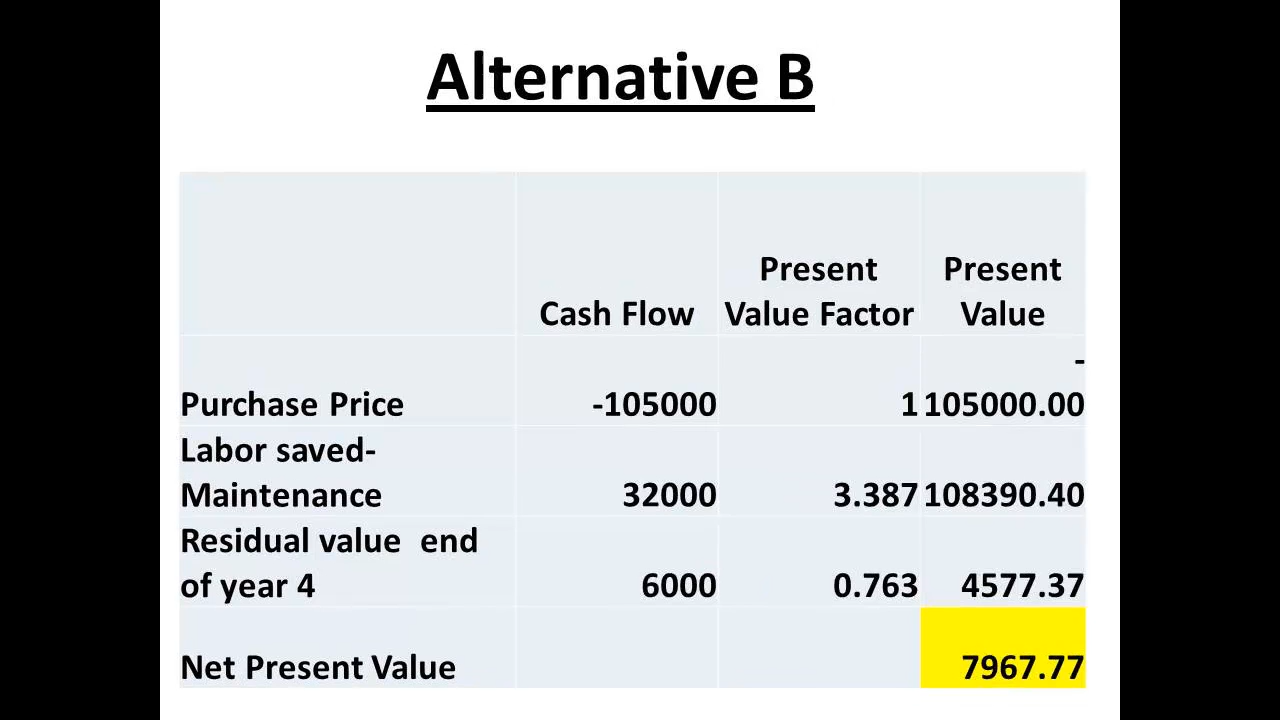 Alternative B
Present Present
Cash Flow Value Factor Value
-
Purchase Price -105000 1 105000.00
Labor saved-
Maintenance 32000 3.387 108390.40
Residual value end
of year 4 6000 0.763 4577.37
Net Present Value 7967.77